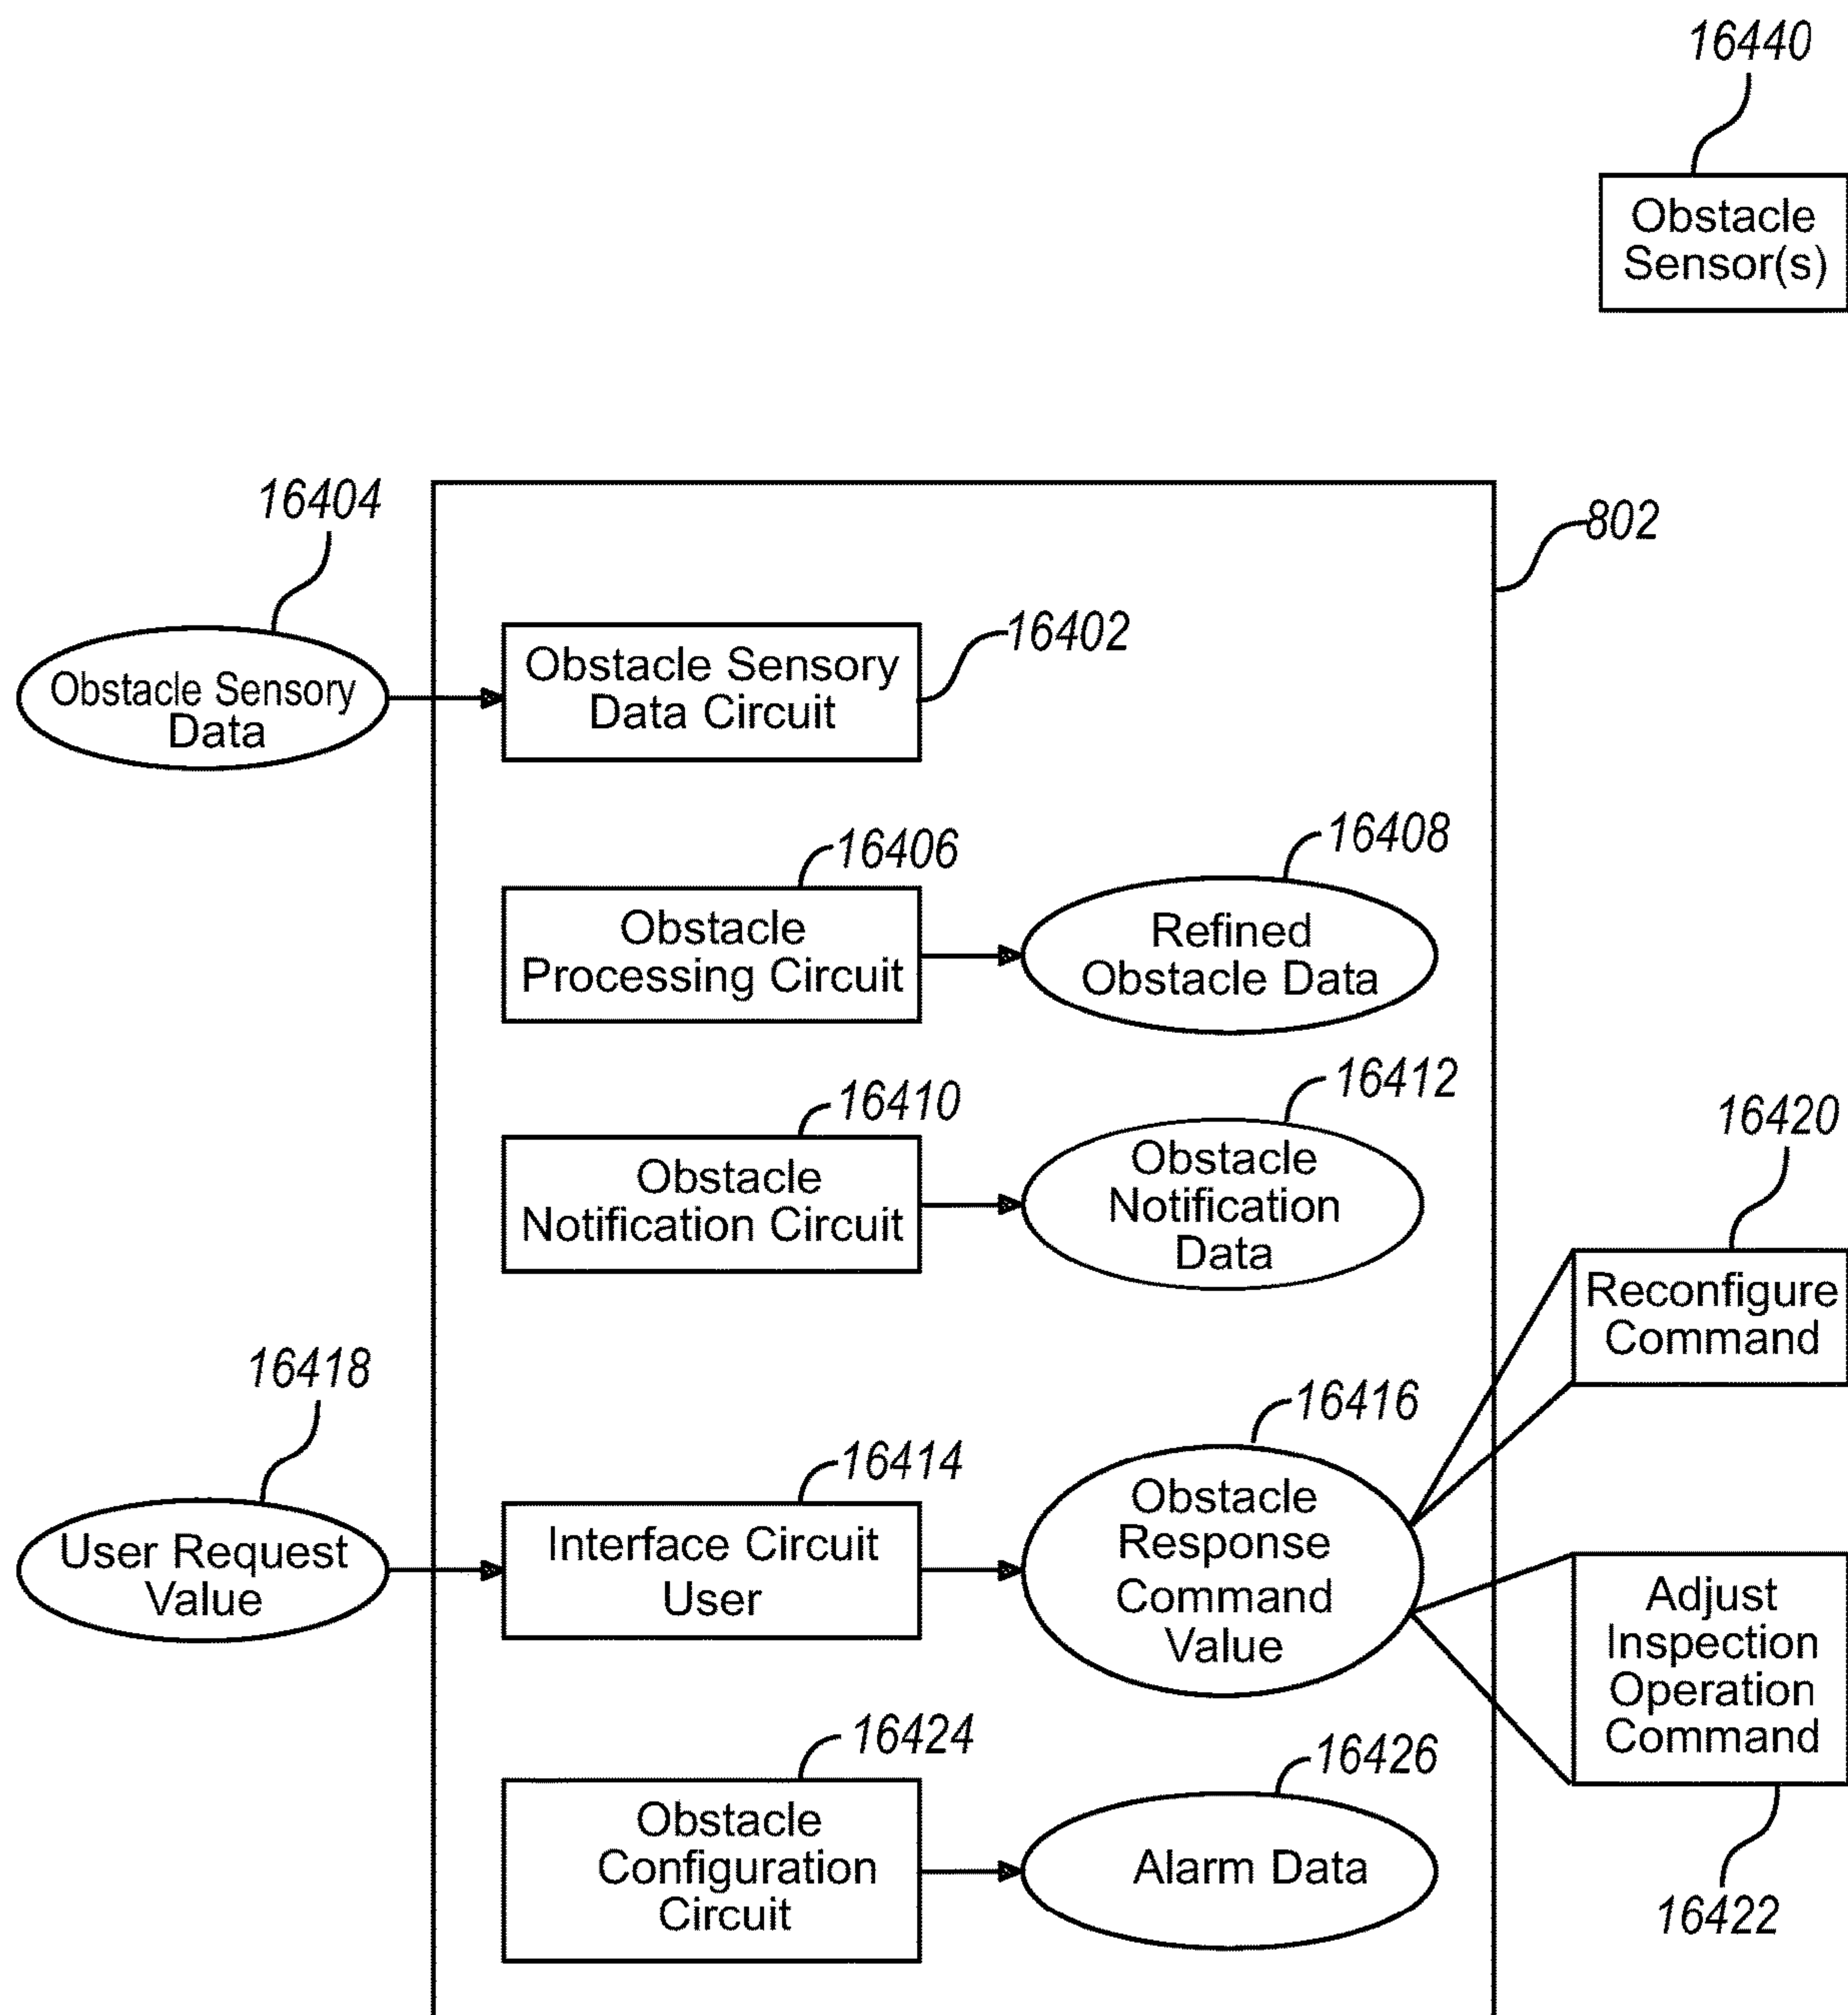 16440
Obstacle
Sensor(s)
16404
802
Obstacle Sensory
Data
Obstacle Sensory
Data Circuit
16402
16406
16408
Obstacle
Processing Circuit
Refined
Obstacle Data
16410
16412
Obstacle
Notification Circuit
Obstacle
Notification
Data
16420
Reconfigure
Command
16418
16414
16416
User Request
Value
Interface Circuit
User
Obstacle
Response
Command
Value
Adjust
Inspection
Operation
Command
16422
16424
16426
Obstacle
Configuration
Circuit
Alarm Data